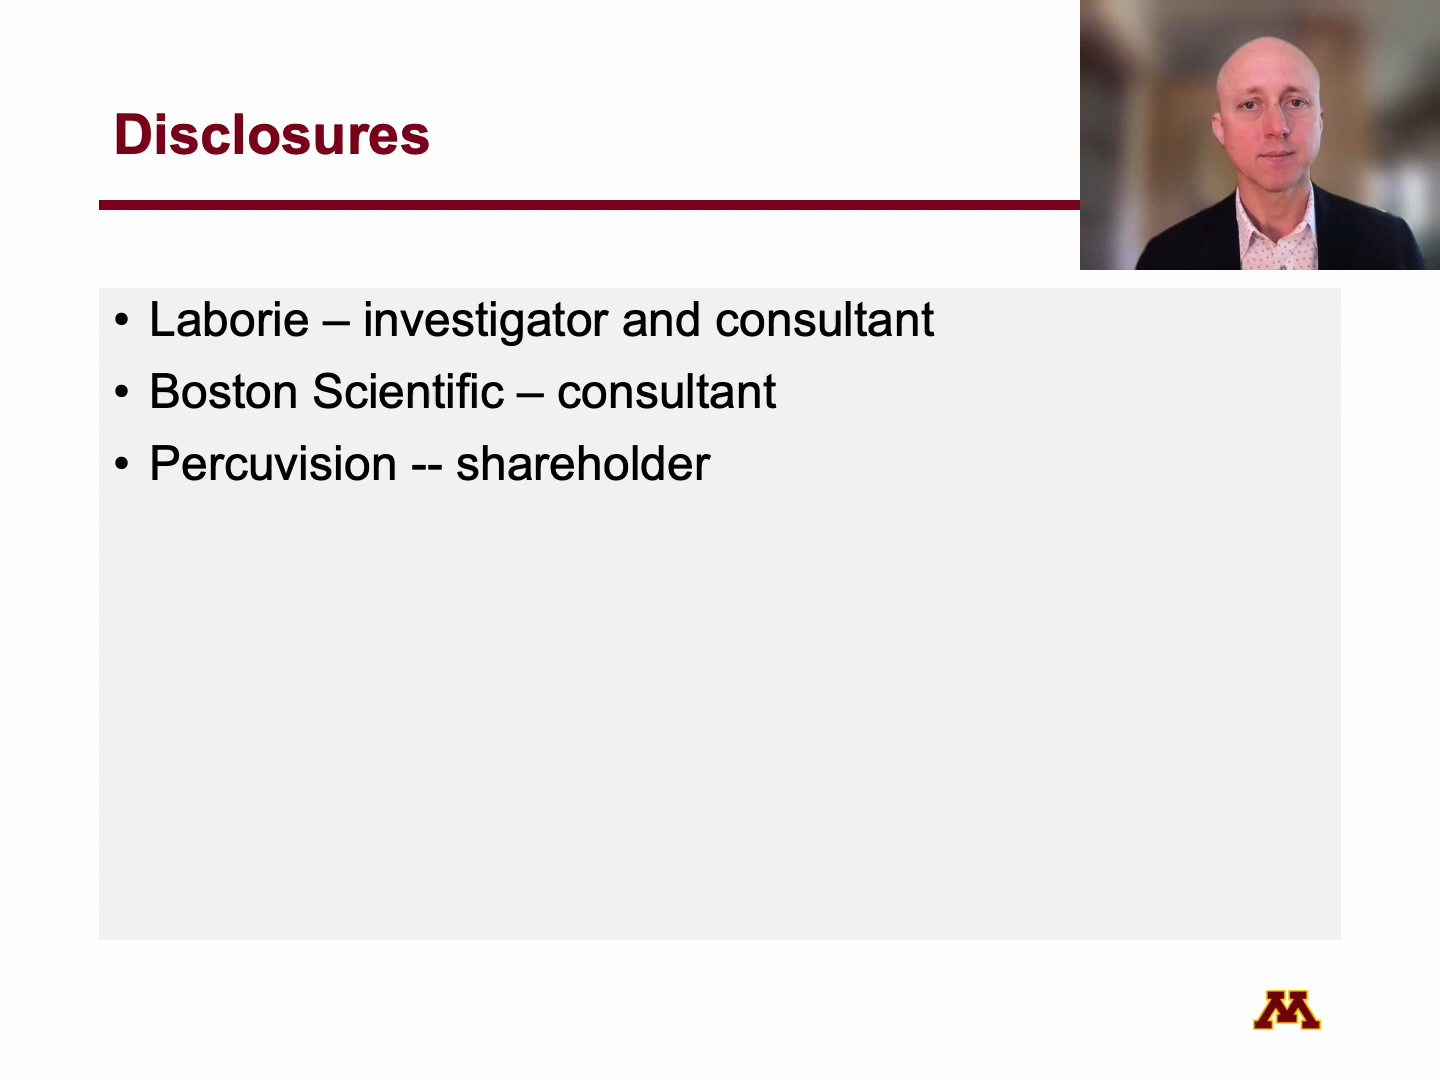 Disclosures
• Laborie – investigator and consultant
• Boston Scientific – consultant
• Percuvision -- shareholder
M